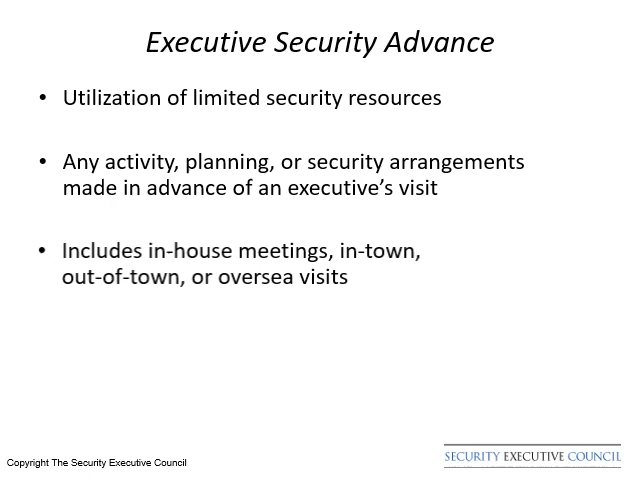 Executive Security Advance
• Utilization of limited security resources
• Any activity, planning, or security arrangements
made in advance of an executive’s visit
• Includes in-house meetings, in-town,
out-of-town, or oversea visits
Copyright The Security Executive Council
SECURITY EXECUTIVE COUNCIL